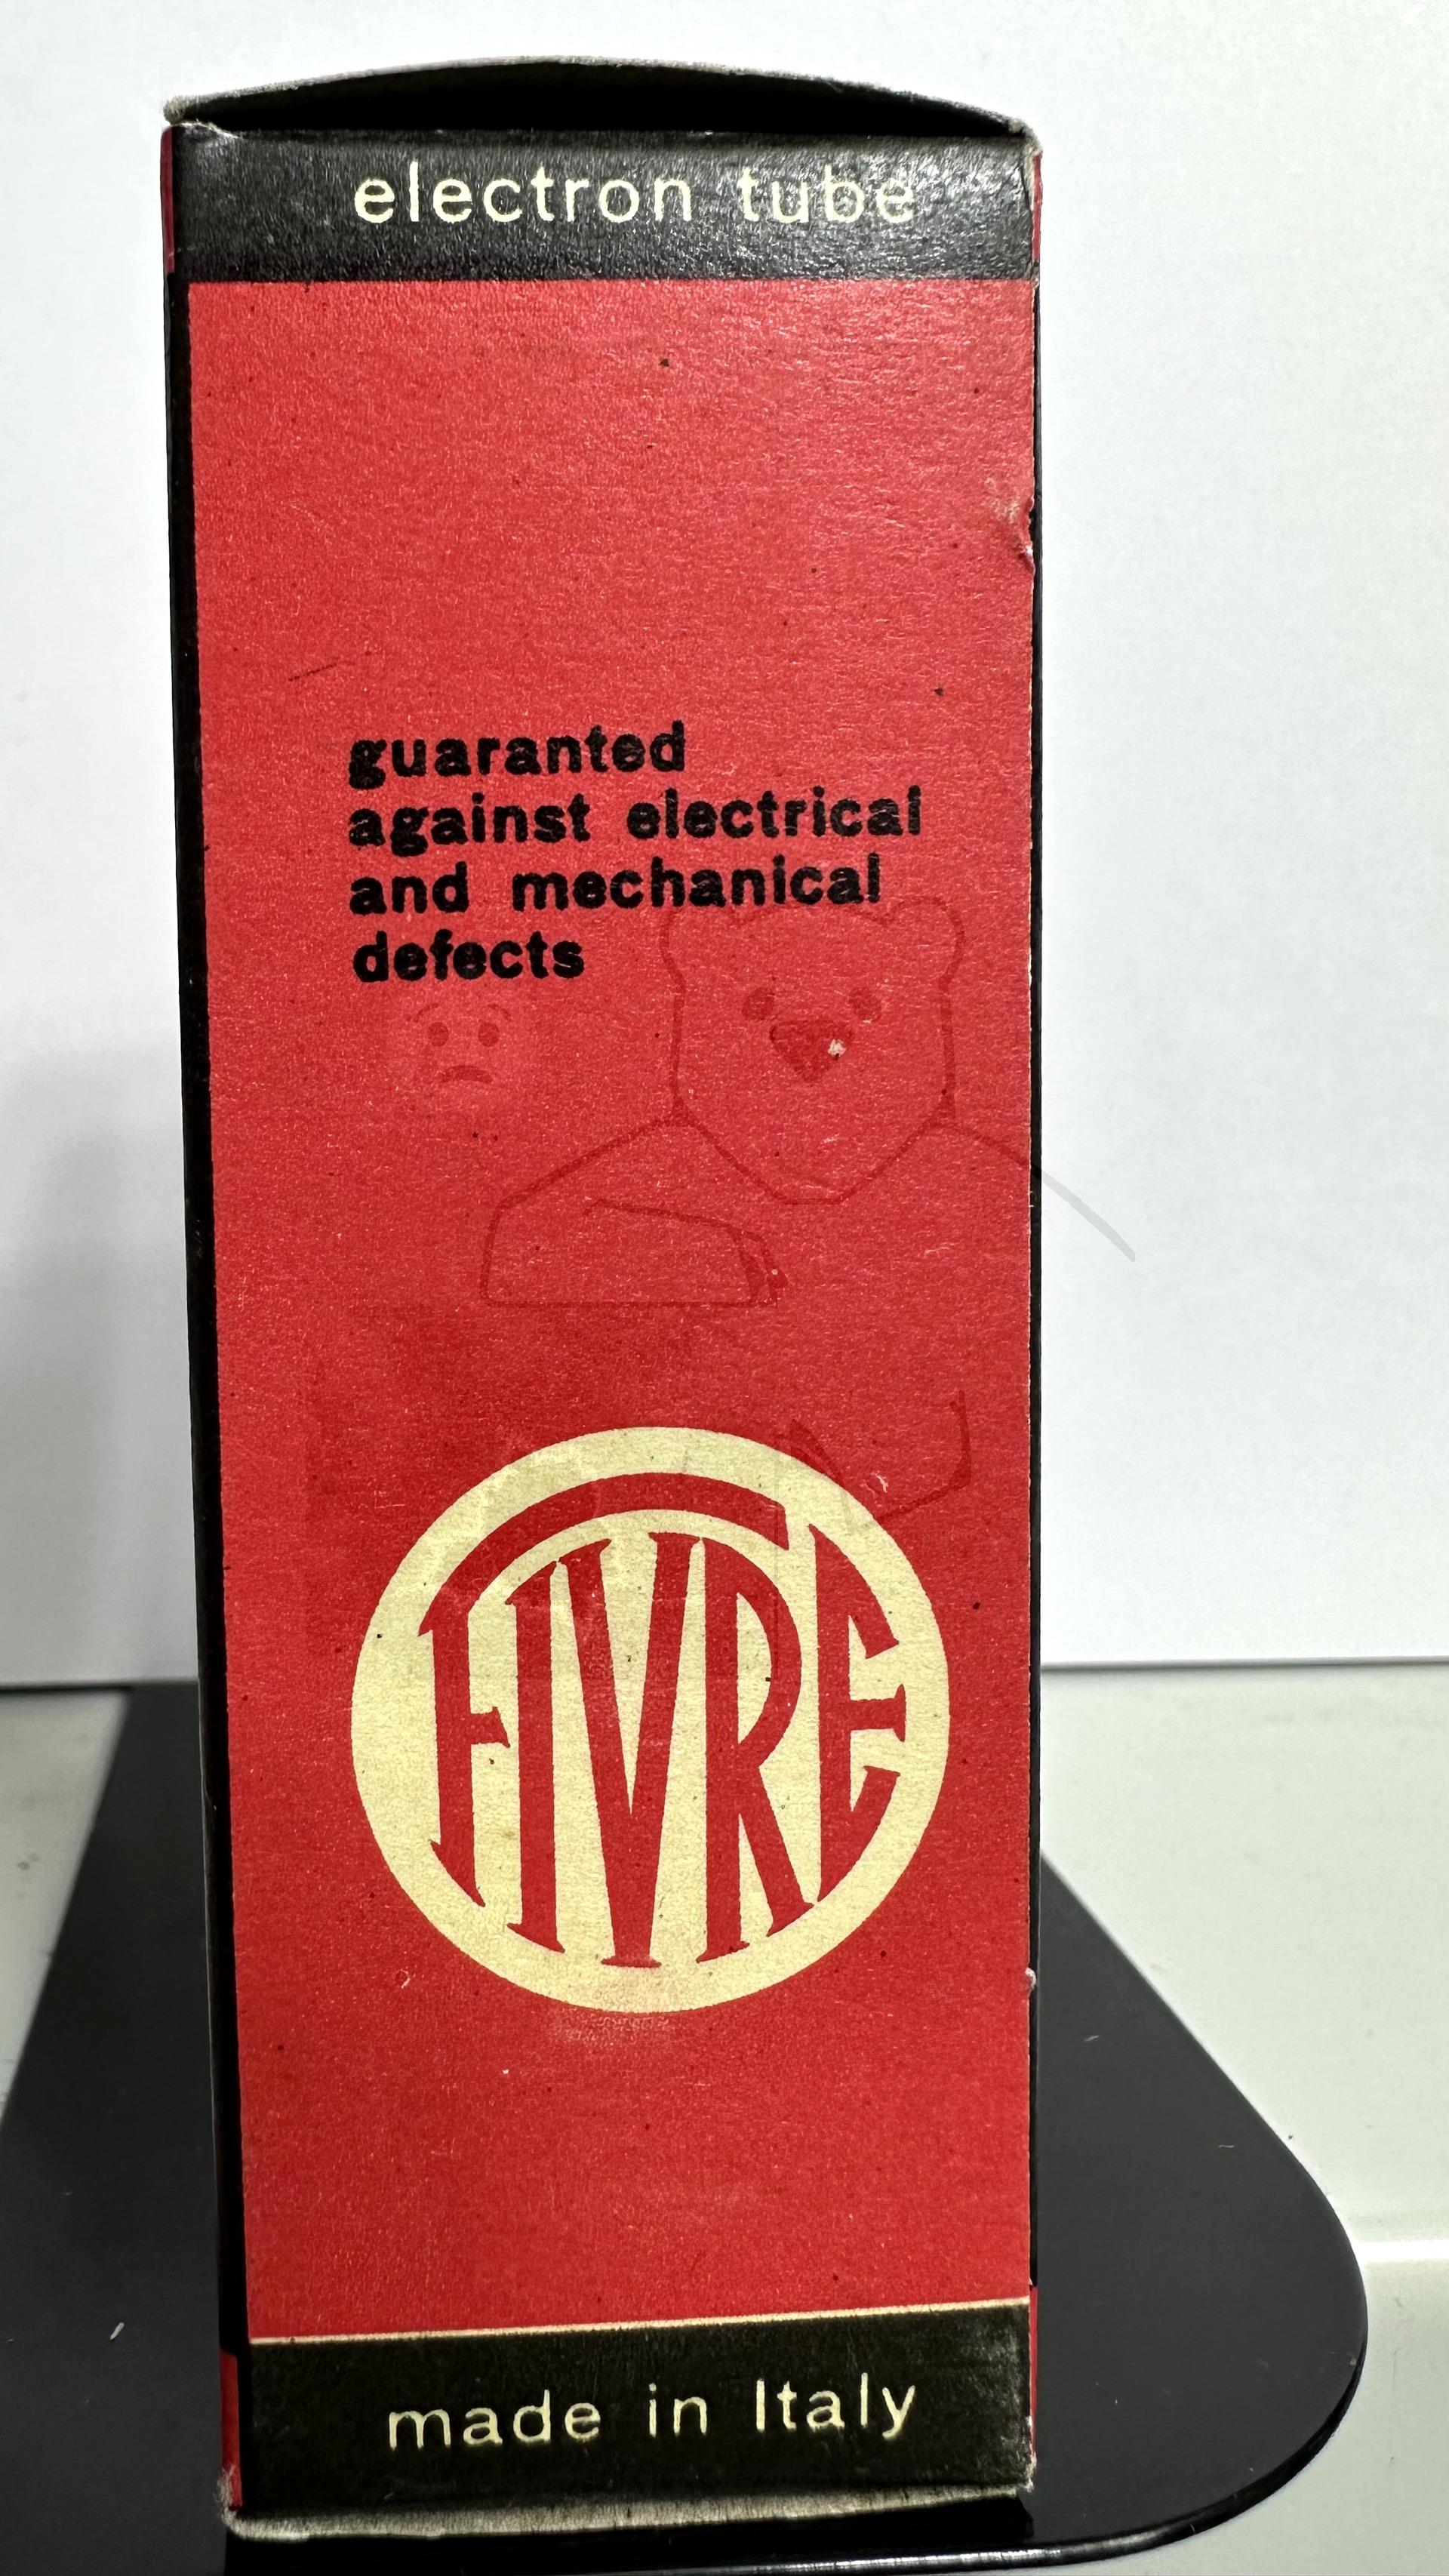 electron tube
guaranted
against electrical
and mechanical
defects
FIVRE
made in Italy